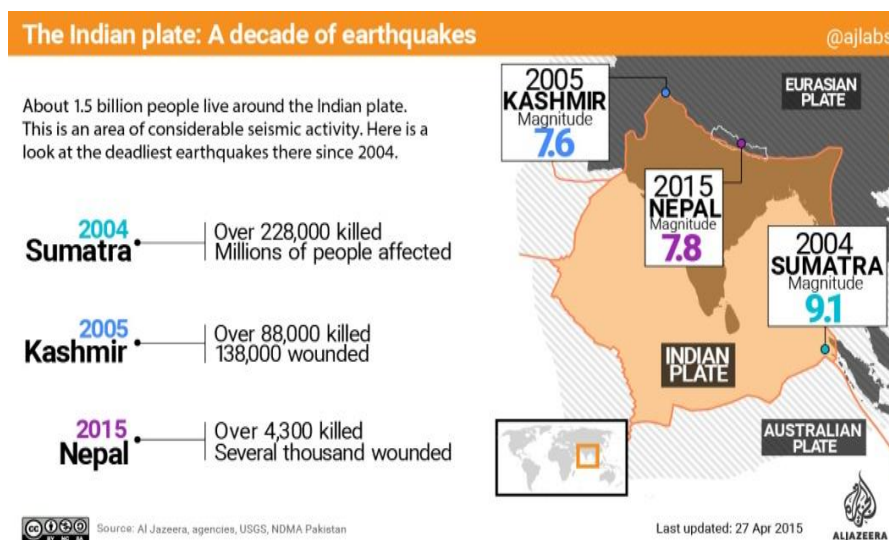 The Indian plate: A decade of earthquakes
@ajlabs
About 1.5 billion people live around the Indian plate.
This is an area of considerable seismic activity. Here is a
look at the deadliest earthquakes there since 2004.
2004
Sumatra
Over 228,000 killed
Millions of people affected
2005
Kashmir
Over 88,000 killed
138,000 wounded
2015
Nepal
Over 4,300 killed
Several thousand wounded
2005
KASHMIR
Magnitude
7.6
EURASIAN
PLATE
2015
NEPAL
Magnitude
7.8
2004
SUMATRA
Magnitude
9.1
INDIAN
PLATE
AUSTRALIAN
PLATE
cc
BY NC SA
Source: Al Jazeera, agencies, USGS, NDMA Pakistan
Last updated: 27 Apr 2015
ALJAZEERA